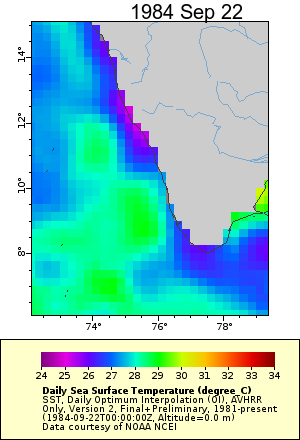 1984 Sep 22
14°
12°
10°
8°
74°
76°
78°
24 25 26 27 28 29 30 31 32 33 34
Daily Sea Surface Temperature (degree_C)
SST, Daily Optimum Interpolation (OI), AVHRR
Only, Version 2, Final+Preliminary, 1981-present
(1984-09-22T00:00:00Z, Altitude=0.0 m)
Data courtesy of NOAA NCEI